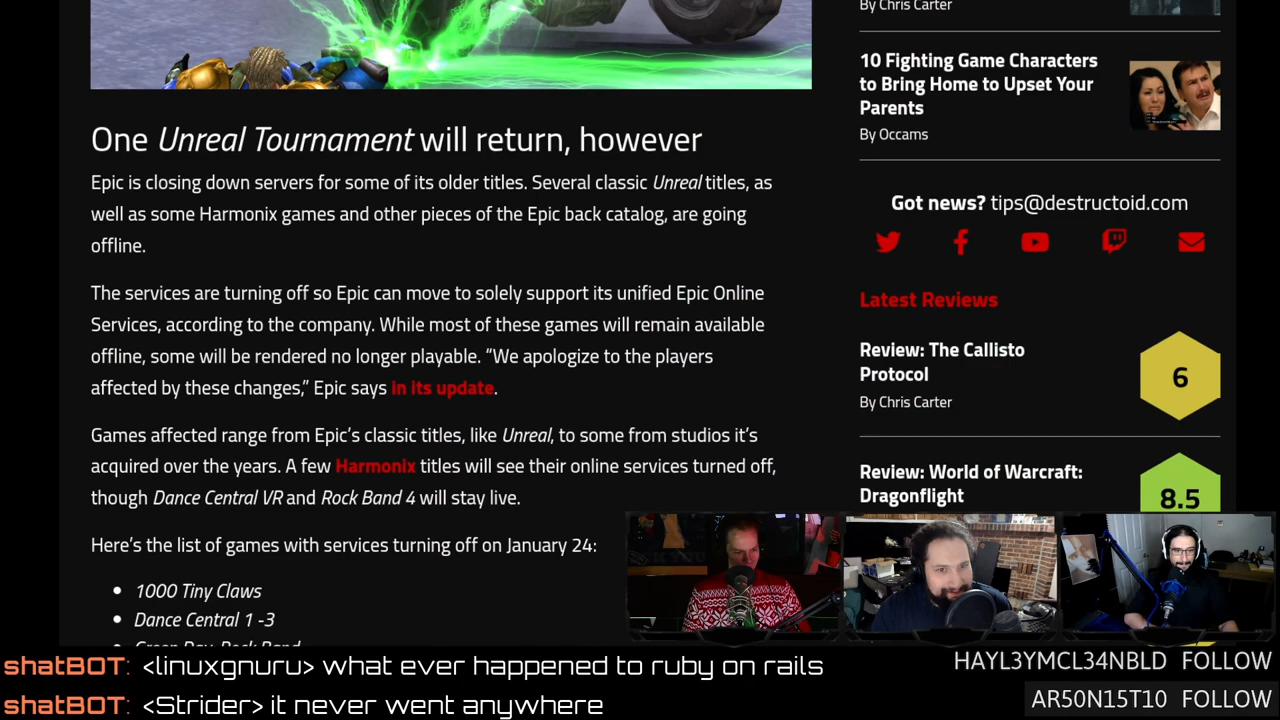 One Unreal Tournament will return, however
Epic is closing down servers for some of its older titles. Several classic Unreal titles, as
well as some Harmonix games and other pieces of the Epic back catalog, are going
offline.
The services are turning off so Epic can move to solely support its unified Epic Online
Services, according to the company. While most of these games will remain available
offline, some will be rendered no longer playable. “We apologize to the players
affected by these changes,” Epic says in its update.
Games affected range from Epic’s classic titles, like Unreal, to some from studios it’s
acquired over the years. A few Harmonix titles will see their online services turned off,
though Dance Central VR and Rock Band 4 will stay live.
Here’s the list of games with services turning off on January 24:
• 1000 Tiny Claws
• Dance Central 1 -3
• Green Day: Rock Band
By Chris Carter
10 Fighting Game Characters
to Bring Home to Upset Your
Parents
By Occams
Got news? tips@destructoid.com
Latest Reviews
Review: The Callisto
Protocol
By Chris Carter
6
Review: World of Warcraft:
Dragonflight
8.5
shatBOT: <linuxgnuru> what ever happened to ruby on rails
shatBOT: <Strider> it never went anywhere
HAYL3YMCL34NBLD FOLLOW
AR50N15T10 FOLLOW